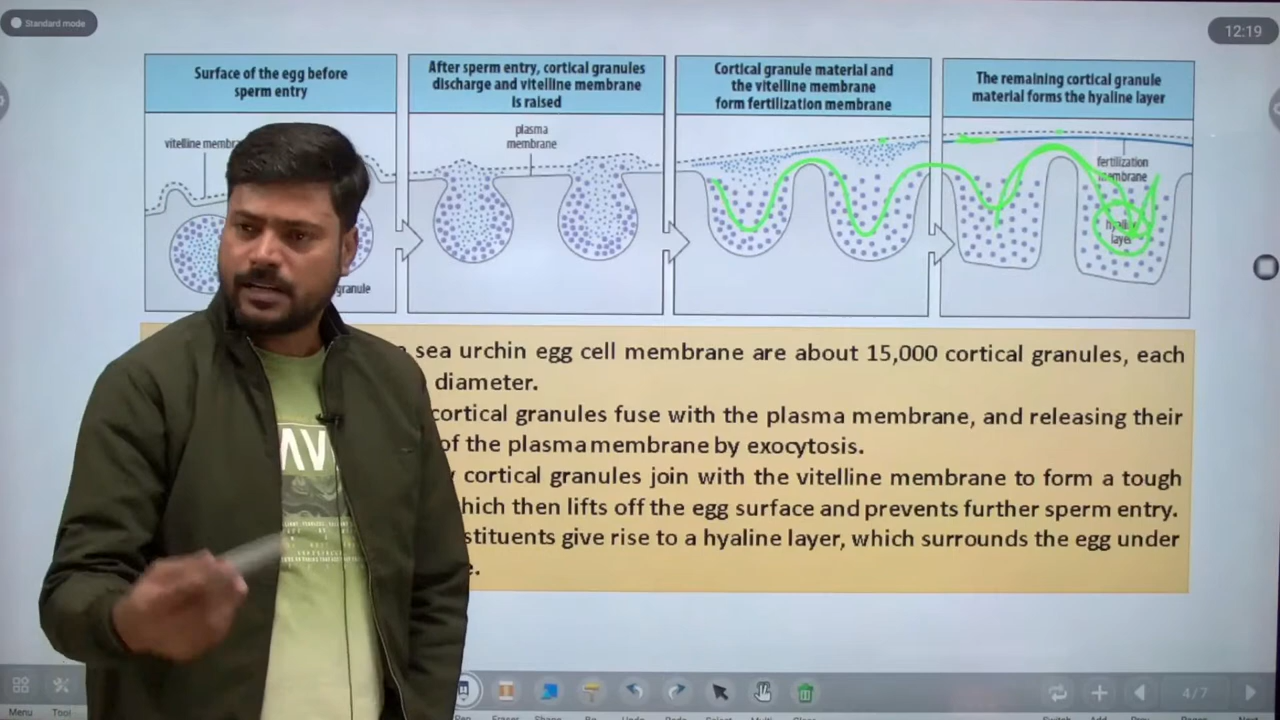 Standard mode
12:19
Surface of the egg before
sperm entry
After sperm entry, cortical granules
discharge and vitelline membrane
is raised
Cortical granule material and
the vitelline membrane
form fertilization membrane
The remaining cortical granule
material forms the hyaline layer
vitelline
plasma
membrane
fertilization
membrane
layer
granule
sea urchin egg cell membrane are about 15,000 cortical granules, each
diameter.
cortical granules fuse with the plasma membrane, and releasing their
of the plasma membrane by exocytosis.
cortical granules join with the vitelline membrane to form a tough
then lifts off the egg surface and prevents further sperm entry.
give rise to a hyaline layer, which surrounds the egg under
4/7
Menu Tool